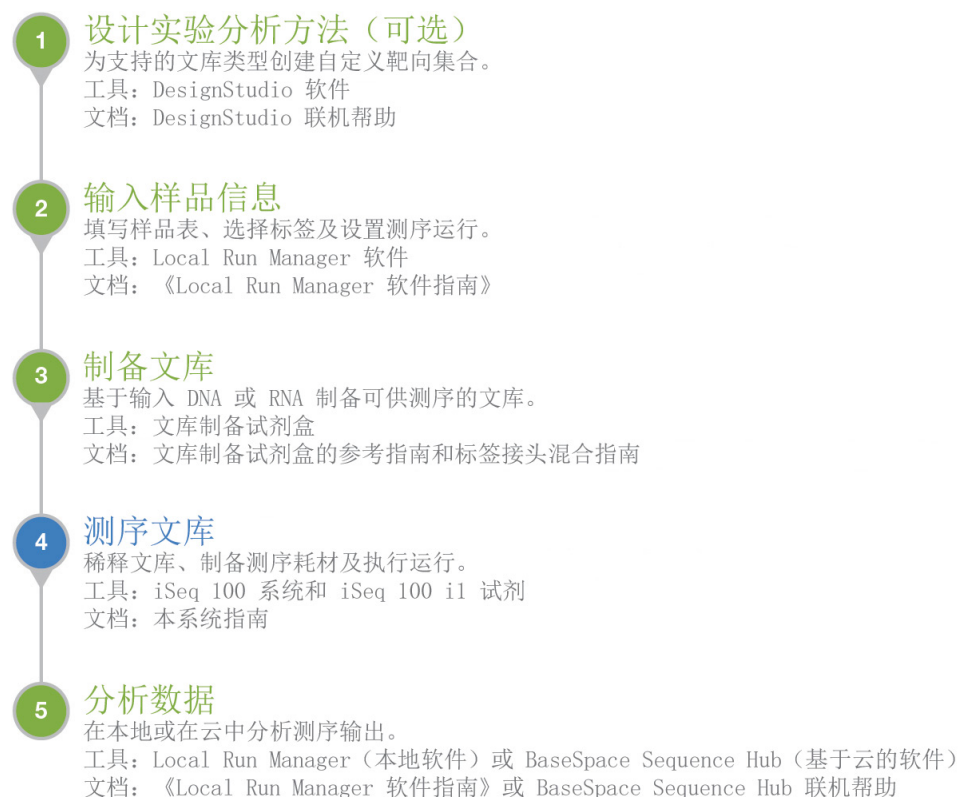 1 设计实验分析方法（可选）
为支持的文库类型创建自定义靶向集合。
工具：DesignStudio 软件
文档：DesignStudio 联机帮助
2 输入样品信息
填写样品表、选择标签及设置测序运行。
工具：Local Run Manager 软件
文档：《Local Run Manager 软件指南》
3 制备文库
基于输入 DNA 或 RNA 制备可供测序的文库。
工具：文库制备试剂盒
文档：文库制备试剂盒的参考指南和标签接头混合指南
4 测序文库
稀释文库、制备测序耗材及执行运行。
工具：iSeq 100 系统和 iSeq 100 i1 试剂
文档：本系统指南
5 分析数据
在本地或在云中分析测序输出。
工具：Local Run Manager（本地软件）或 BaseSpace Sequence Hub（基于云的软件）
文档：《Local Run Manager 软件指南》或 BaseSpace Sequence Hub 联机帮助